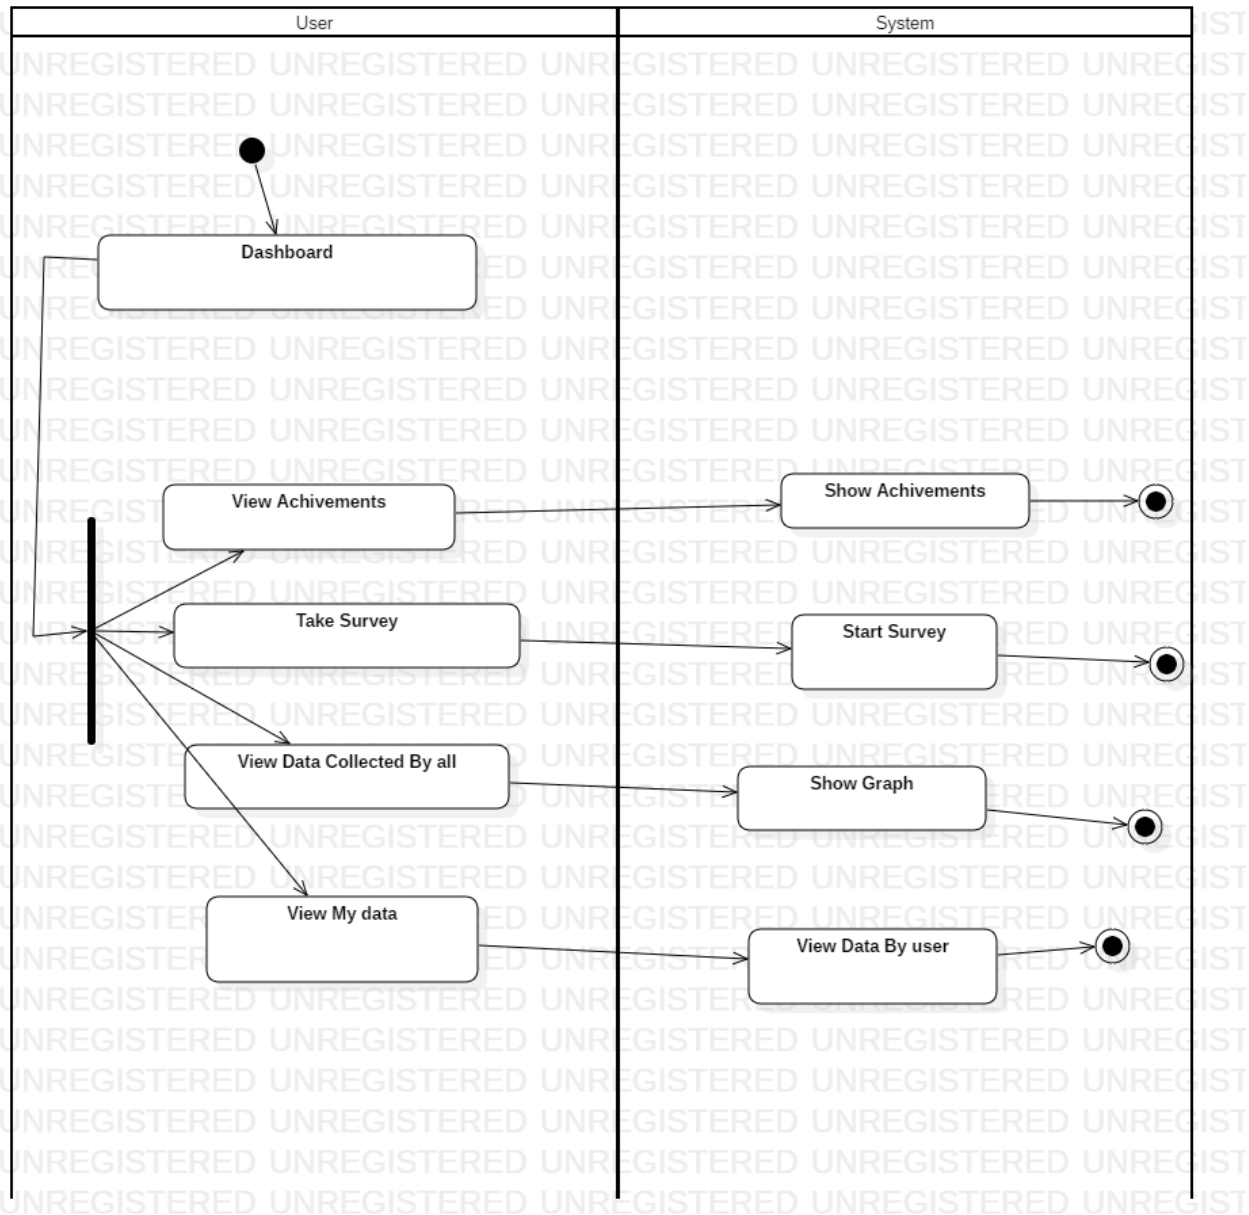 User
System
Dashboard
View Achivements
Show Achivements
Take Survey
Start Survey
View Data Collected By all
Show Graph
View My data
View Data By user
UNREGISTERED